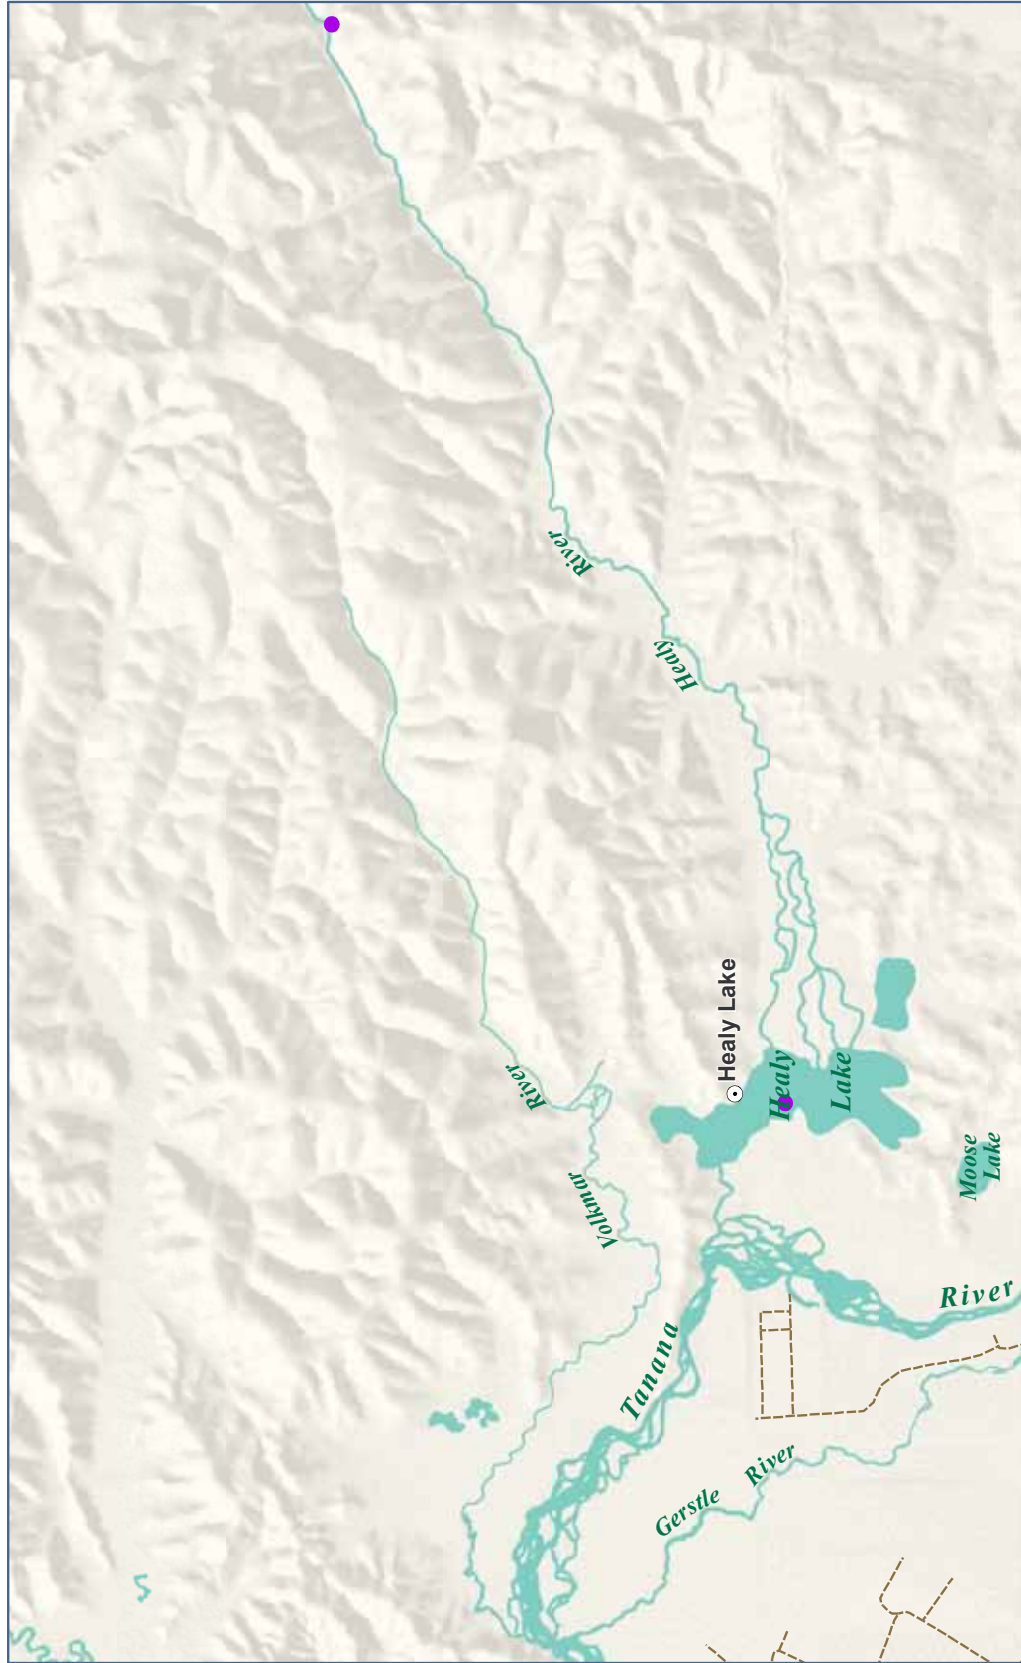 River
Healy
Healy Lake
River
Healy
Lake
Volkmar
Moose
Lake
River
Tanana
River
Gerstle